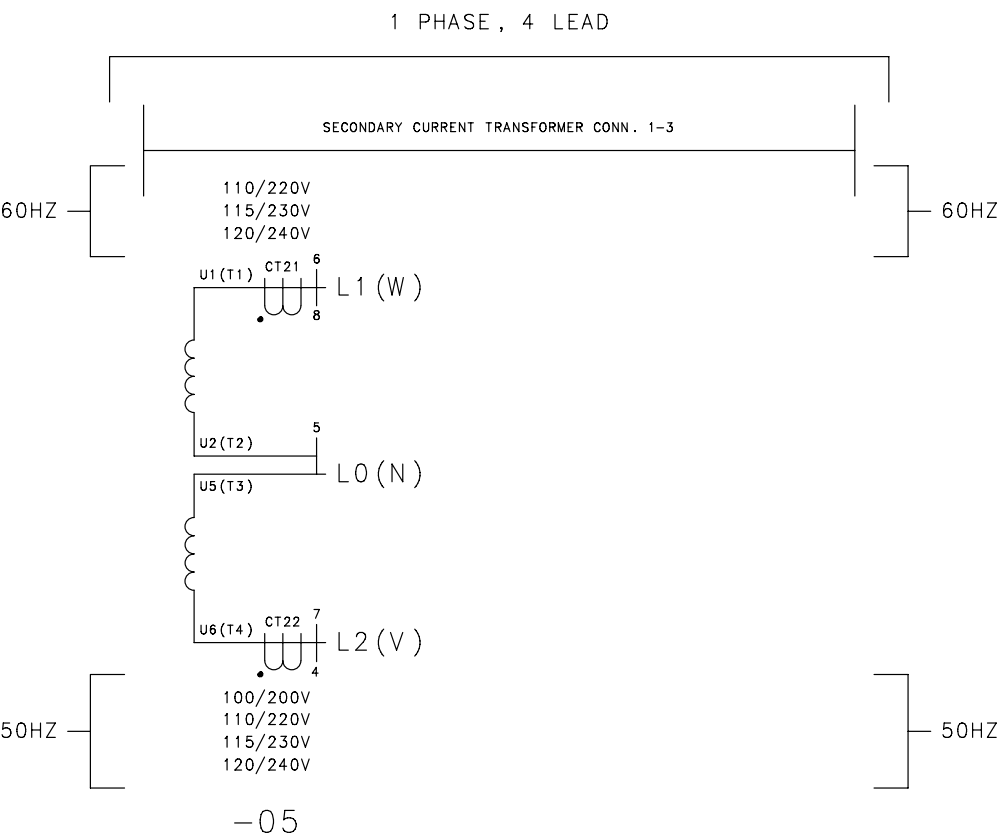 1 PHASE, 4 LEAD
SECONDARY CURRENT TRANSFORMER CONN. 1-3
60HZ
110/220V
115/230V
120/240V
60HZ
U1(T1)
CT21
6
L1(W)
8
U2(T2)
5
L0(N)
U5(T3)
U6(T4)
CT22
7
L2(V)
4
50HZ
100/200V
110/220V
115/230V
120/240V
50HZ
-05